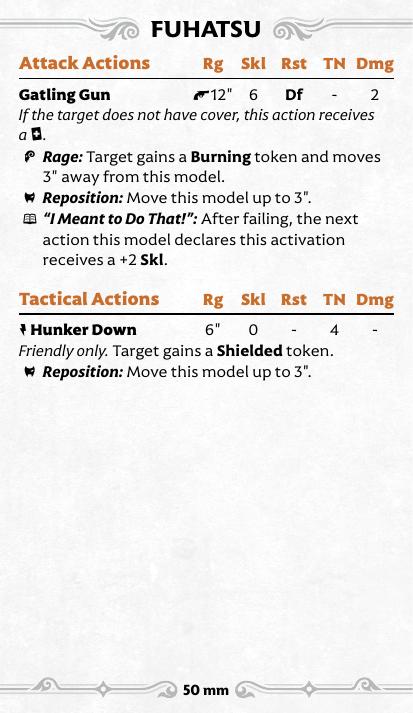 FUHATSU
Attack Actions Rg Skl Rst TN Dmg
Gatling Gun 12" 6 Df - 2
If the target does not have cover, this action receives
a .
Rage: Target gains a Burning token and moves
3" away from this model.
Reposition: Move this model up to 3".
"I Meant to Do That!": After failing, the next
action this model declares this activation
receives a +2 Skl.
Tactical Actions Rg Skl Rst TN Dmg
Hunker Down 6" 0 - 4 -
Friendly only. Target gains a Shielded token.
Reposition: Move this model up to 3".
50 mm